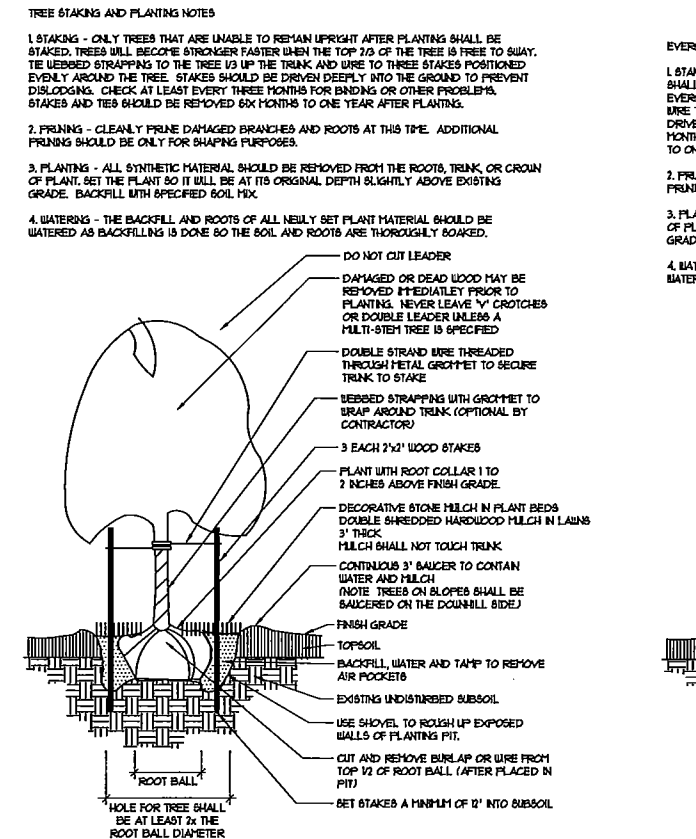 TREE STAKING AND PLANTING NOTES
1. STAKING - ONLY TREES THAT ARE UNABLE TO REMAIN UPRIGHT AFTER PLANTING SHALL BE
STAKED. TREES WILL BECOME STRONGER FASTER WHEN THE TOP 2/3 OF THE TREE IS FREE TO SWAY.
TIE WEBBED STRAPPING TO THE TREE 1/3 UP THE TRUNK AND WIRE TO THREE STAKES POSITIONED
EVENLY AROUND THE TREE. STAKES SHOULD BE DRIVEN DEEPLY INTO THE GROUND TO PREVENT
DISLODGING. CHECK AT LEAST EVERY THREE MONTHS FOR BINDING OR OTHER PROBLEMS.
STAKES AND TIES SHOULD BE REMOVED SIX MONTHS TO ONE YEAR AFTER PLANTING.
2. PRUNING - CLEANLY PRUNE DAMAGED BRANCHES AND ROOTS AT THIS TIME. ADDITIONAL
PRUNING SHOULD BE ONLY FOR SHAPING PURPOSES.
3. PLANTING - ALL SYNTHETIC MATERIAL SHOULD BE REMOVED FROM THE ROOTS, TRUNK, OR CROWN
OF PLANT. SET THE PLANT SO IT WILL BE AT ITS ORIGINAL DEPTH SLIGHTLY ABOVE EXISTING
GRADE. BACKFILL WITH SPECIFIED SOIL MIX.
4. WATERING - THE BACKFILL AND ROOTS OF ALL NEWLY SET PLANT MATERIAL SHOULD BE
WATERED AS BACKFILLING IS DONE SO THE SOIL AND ROOTS ARE THOROUGHLY SOAKED.
DO NOT CUT LEADER
DAMAGED OR DEAD WOOD MAY BE
REMOVED IMMEDIATLEY PRIOR TO
PLANTING. NEVER LEAVE "V" CROTCHES
OR DOUBLE LEADER UNLESS A
MULTI-STEM TREE IS SPECIFIED
DOUBLE STRAND WIRE THREADED
THROUGH METAL GROMMET TO SECURE
TRUNK TO STAKE
WEBBED STRAPPING WITH GROMMET TO
WRAP AROUND TRUNK (OPTIONAL BY
CONTRACTOR)
3 EACH 2"x2" WOOD STAKES
PLANT WITH ROOT COLLAR 1 TO
2 INCHES ABOVE FINISH GRADE.
DECORATIVE STONE MULCH IN PLANT BEDS
DOUBLE SHREDDED HARDWOOD MULCH IN LAWNS
3" THICK
MULCH SHALL NOT TOUCH TRUNK
CONTINUOUS 3" SAUCER TO CONTAIN
WATER AND MULCH
(NOTE TREES ON SLOPES SHALL BE
SAUCERED ON THE DOWNHILL SIDE.)
FINISH GRADE
TOPSOIL
BACKFILL, WATER AND TAMP TO REMOVE
AIR POCKETS
EXISTING UNDISTURBED SUBSOIL
USE SHOVEL TO ROUGH UP EXPOSED
WALLS OF PLANTING PIT.
CUT AND REMOVE BURLAP OR WIRE FROM
TOP 1/2 OF ROOT BALL (AFTER PLACED IN
PIT)
SET STAKES A MINIMUM OF 12" INTO SUBSOIL
ROOT BALL
HOLE FOR TREE SHALL
BE AT LEAST 2x THE
ROOT BALL DIAMETER
TO
2.
3.
OF
4.